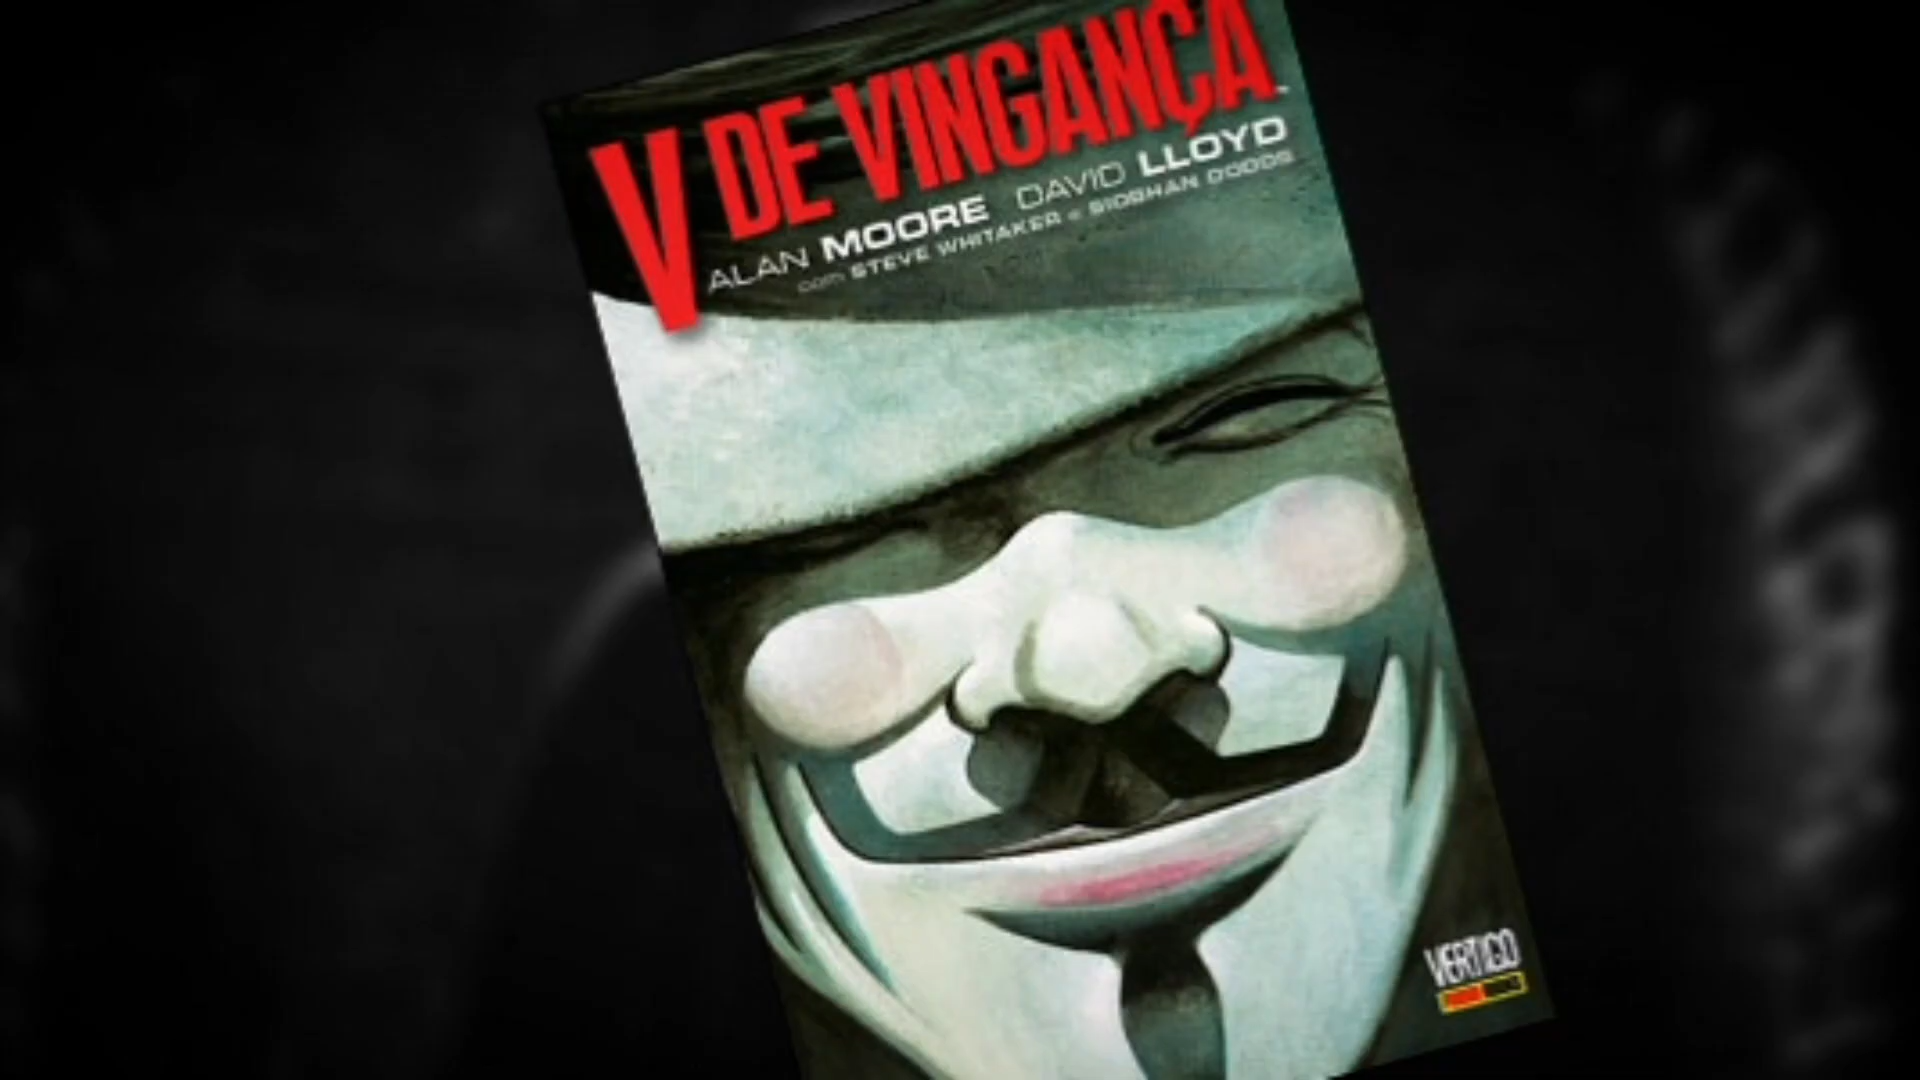 V DE VINGANÇA
ALAN MOORE DAVID LLOYD
com STEVE WHITAKER e SIOBHAN DODDS
VERTIGO